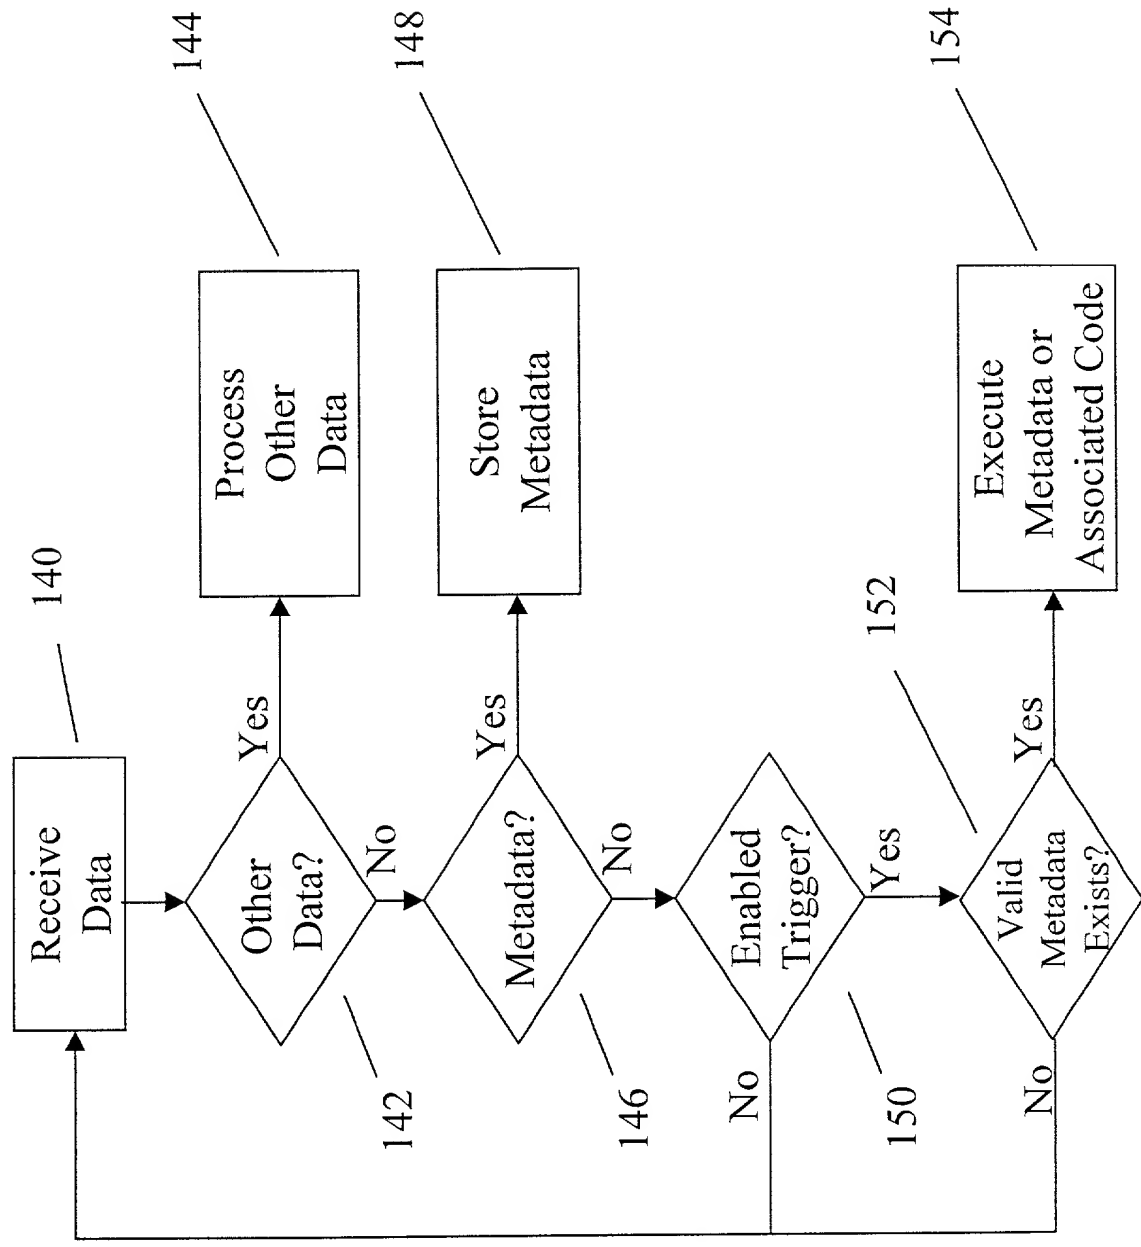 140
Receive
Data
144
Process
Other
Data
Yes
Other
Data?
142
No
148
Store
Metadata
Yes
Metadata?
146
No
Enabled
Trigger?
150
No
Yes
152
154
Execute
Metadata or
Associated Code
Yes
Valid
Metadata
Exists?
No